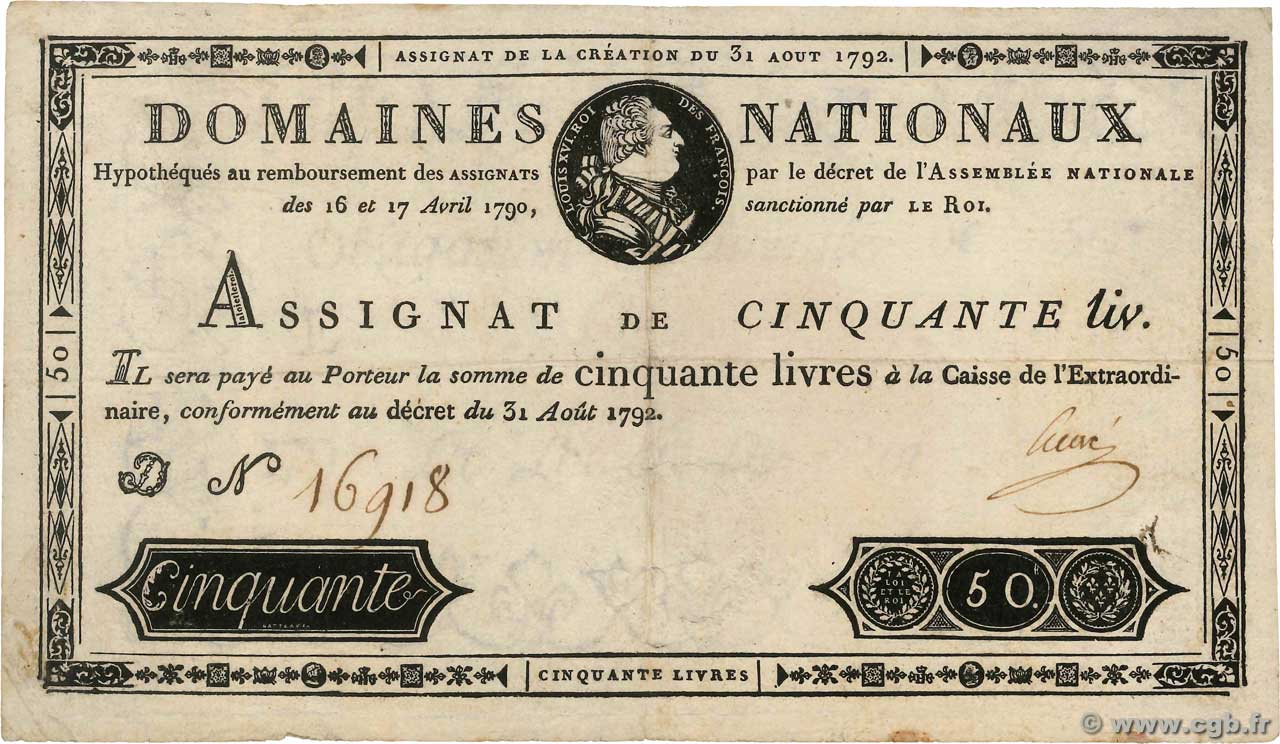 ASSIGNAT DE LA CRÉATION DU 31 AOUT 1792.
DOMAINES NATIONAUX
LOUIS XVI. ROI DES FRANÇOIS.
Hypothéqués au remboursement des ASSIGNATS par le décret de l'ASSEMBLÉE NATIONALE
des 16 et 17 Avril 1790, sanctionné par LE ROI.
ASSIGNAT DE CINQUANTE liv.
50
50
IL sera payé au Porteur la somme de cinquante livres à la Caisse de l'Extraordi-
naire, conformément au décret du 31 Août 1792.
D N 16918
Cinquante
LA LOI ET LE ROI
50.
CINQUANTE LIVRES
© www.cgb.fr